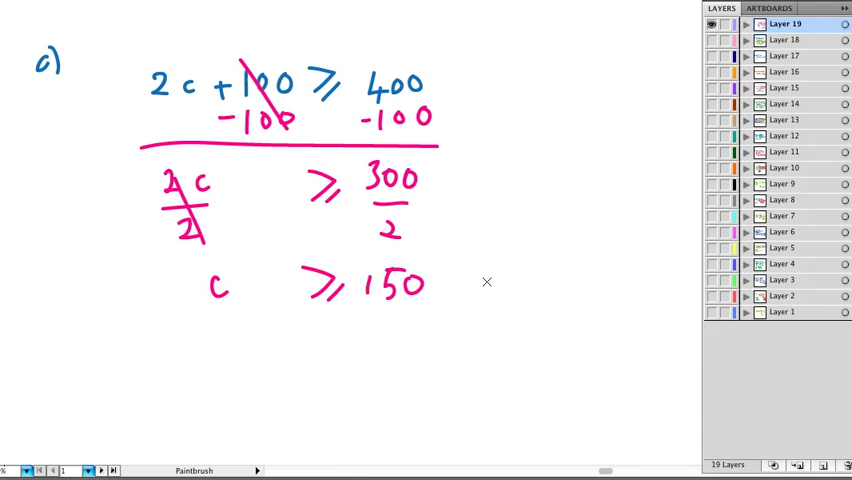 LAYERS ARTBOARDS
a)
2c + 100 ⩾ 400
-100 -100
2c ⩾ 300
2 2
c ⩾ 150
Layer 19
Layer 18
Layer 17
Layer 16
Layer 15
Layer 14
Layer 13
Layer 12
Layer 11
Layer 10
Layer 9
Layer 8
Layer 7
Layer 6
Layer 5
Layer 4
Layer 3
Layer 2
Layer 1
% 1 Paintbrush
19 Layers